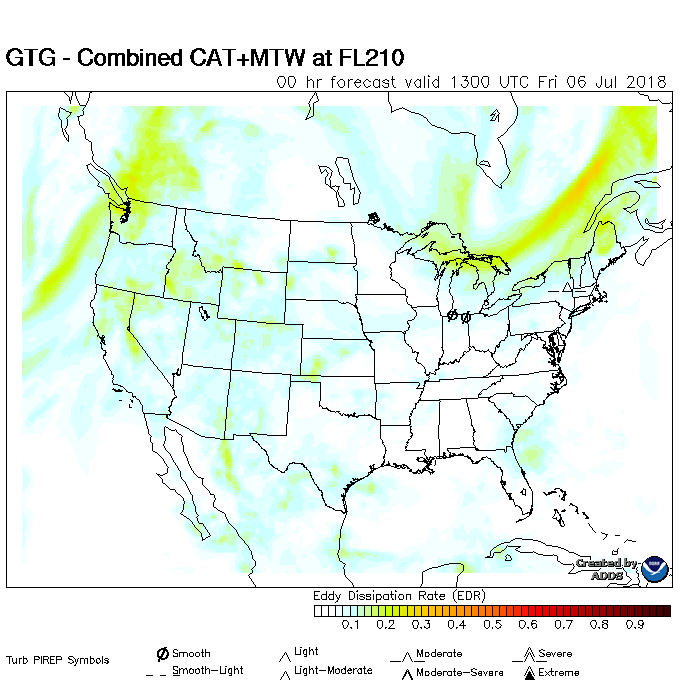 GTG - Combined CAT+MTW at FL210
00 hr forecast valid 1300 UTC Fri 06 Jul 2018
Created by
ADDS
Eddy Dissipation Rate (EDR)
0.1 0.2 0.3 0.4 0.5 0.6 0.7 0.8 0.9
Turb PIREP Symbols
Smooth Light Moderate Severe
Smooth-Light Light-Moderate Moderate-Severe Extreme